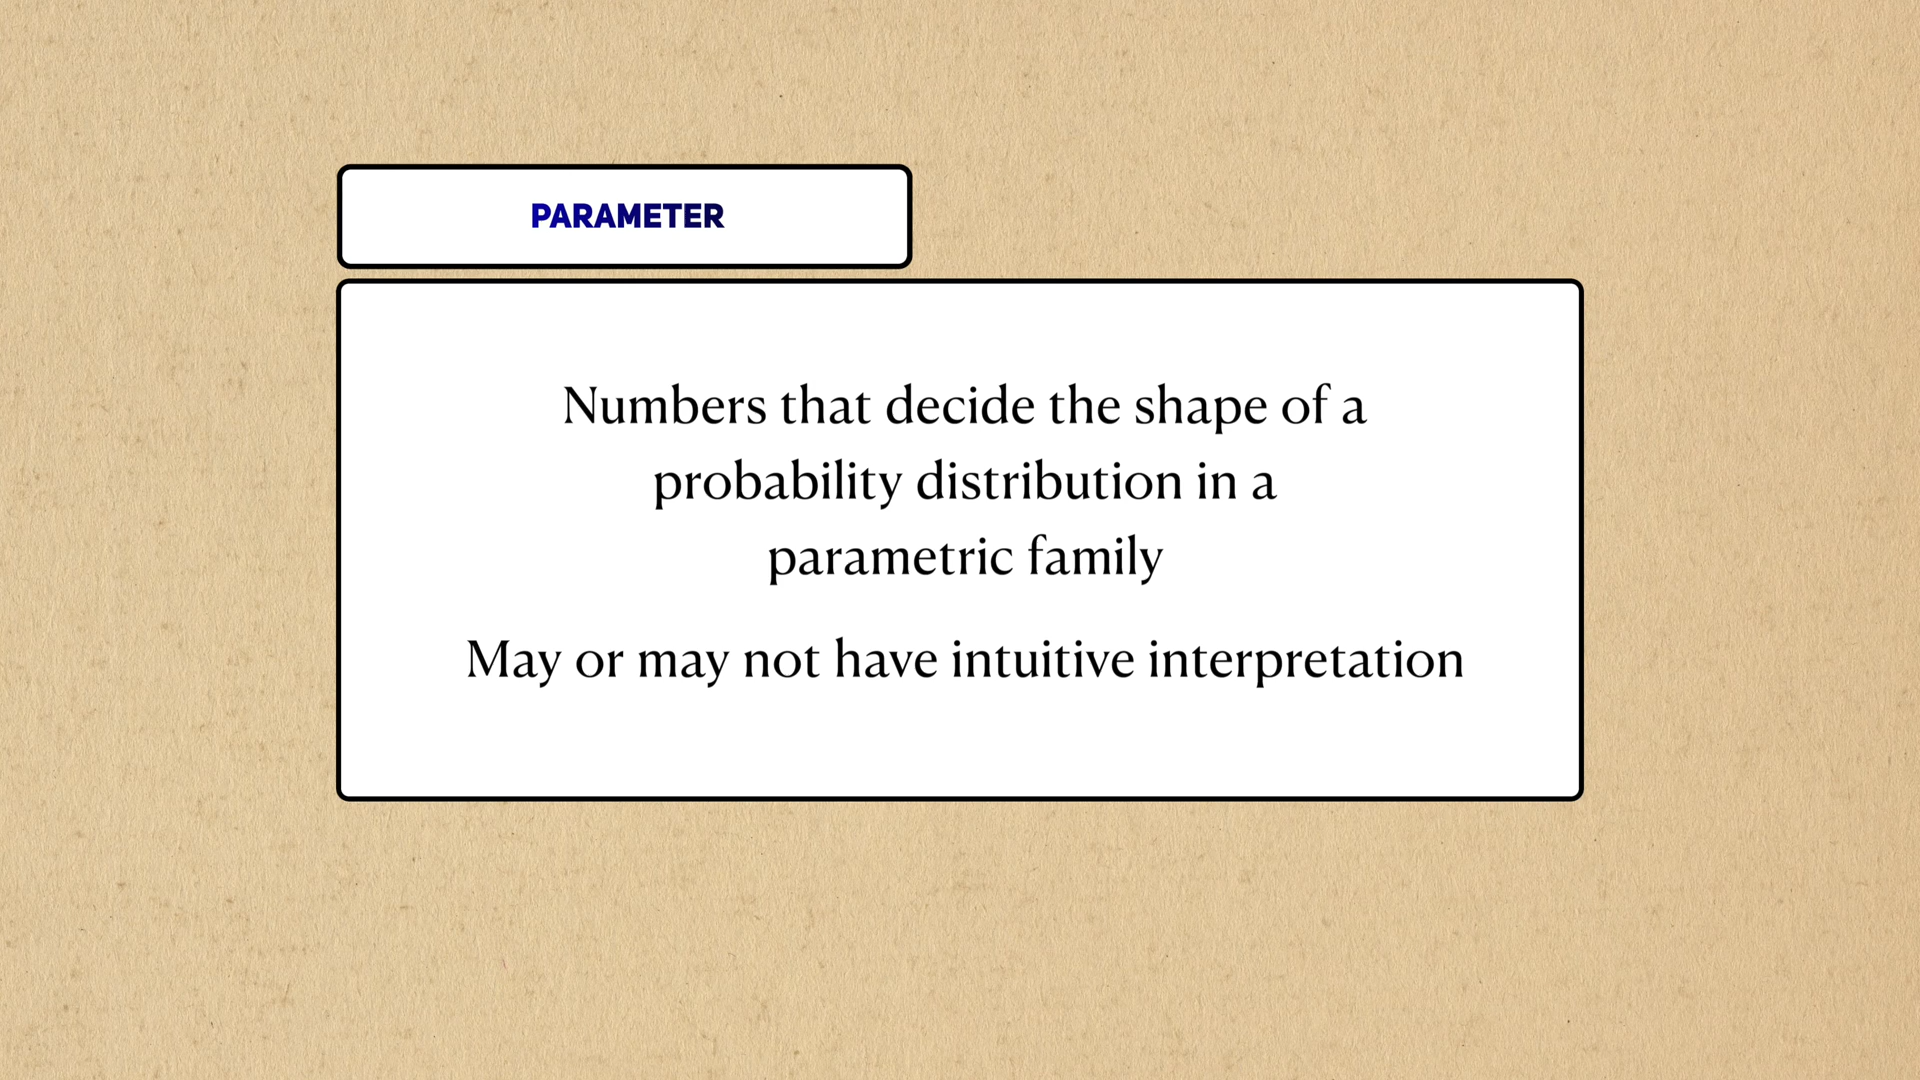 PARAMETER
Numbers that decide the shape of a
probability distribution in a
parametric family
May or may not have intuitive interpretation